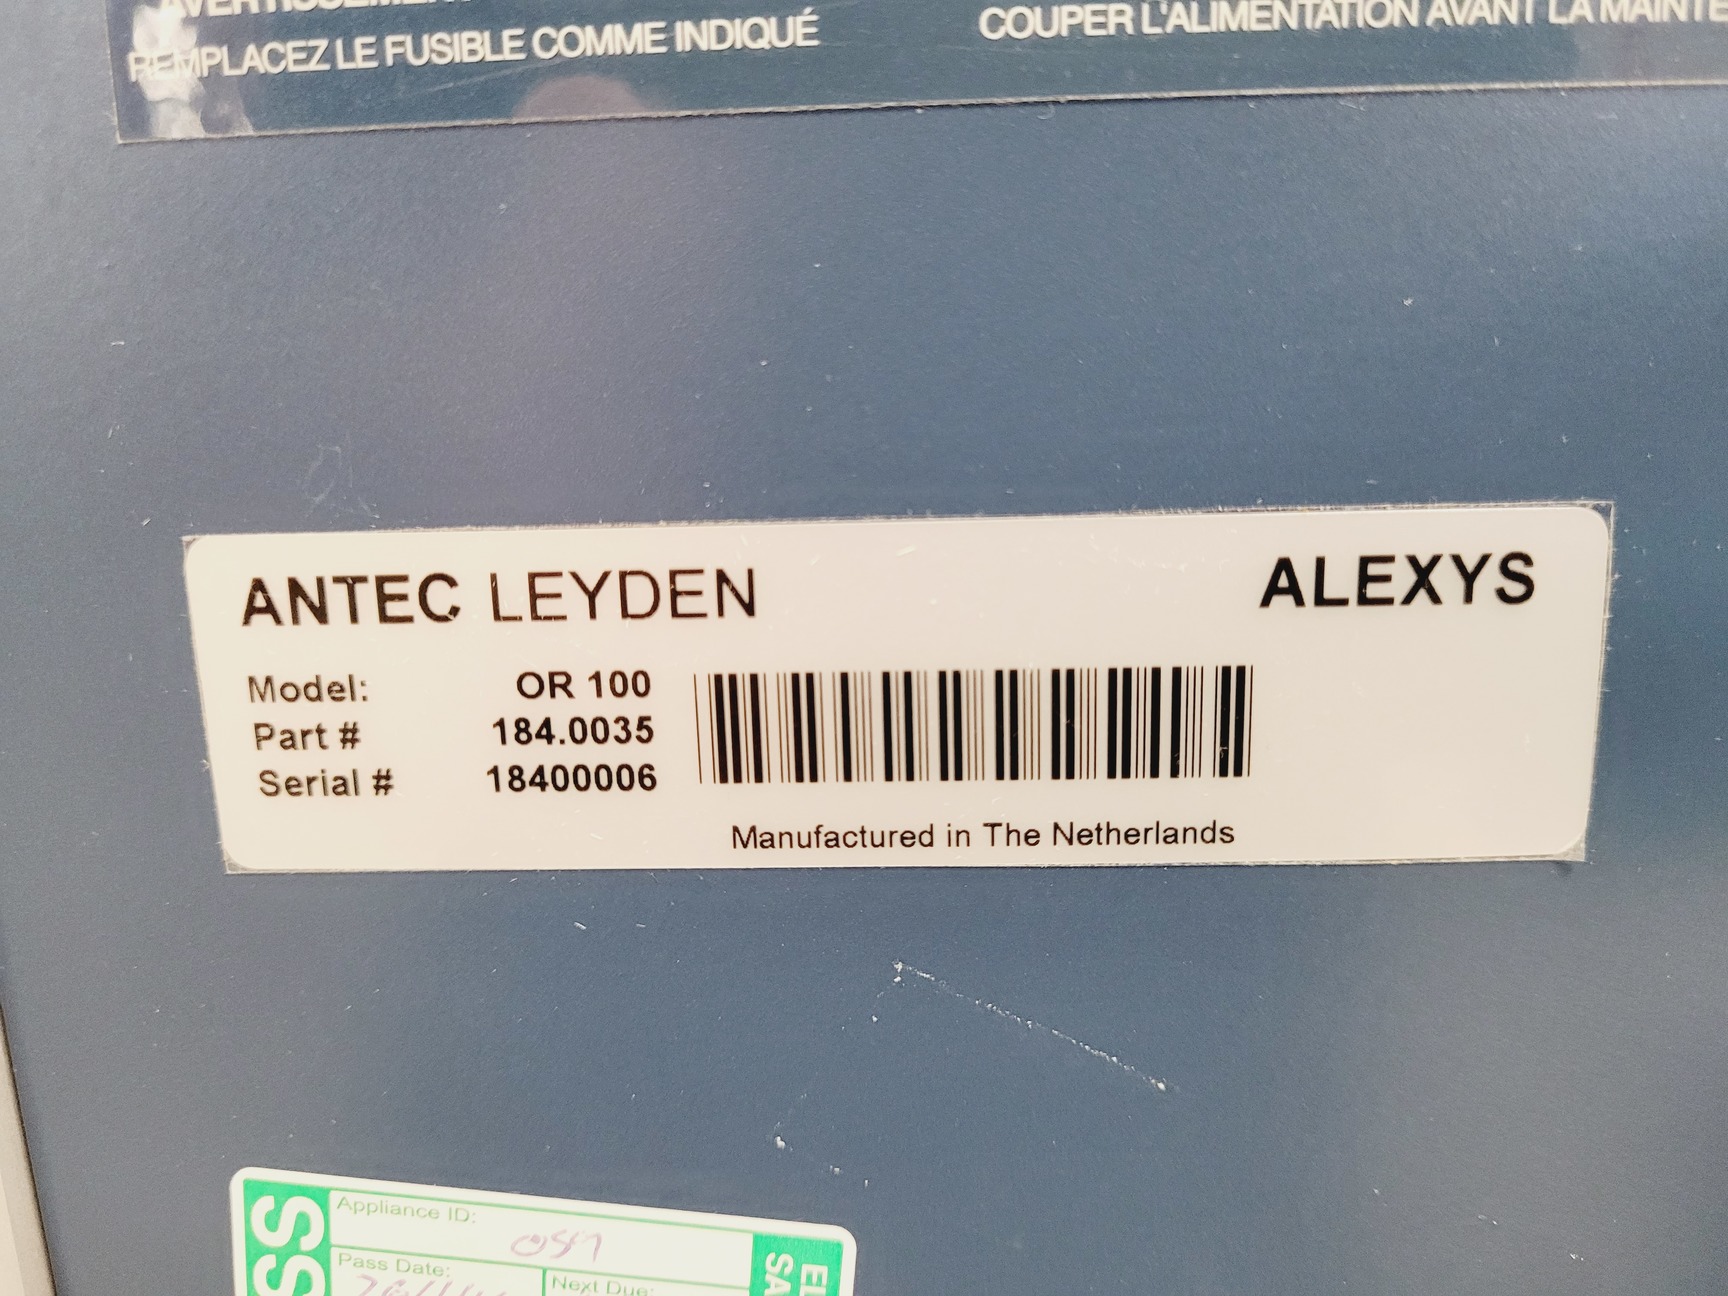 REMPLACEZ LE FUSIBLE COMME INDIQUÉ
COUPER L'ALIMENTATION AVANT LA
ANTEC LEYDEN
ALEXYS
Model: OR 100
Part # 184.0035
Serial # 18400006
Manufactured in The Netherlands
Appliance ID:
Pass Date:
Next Due: